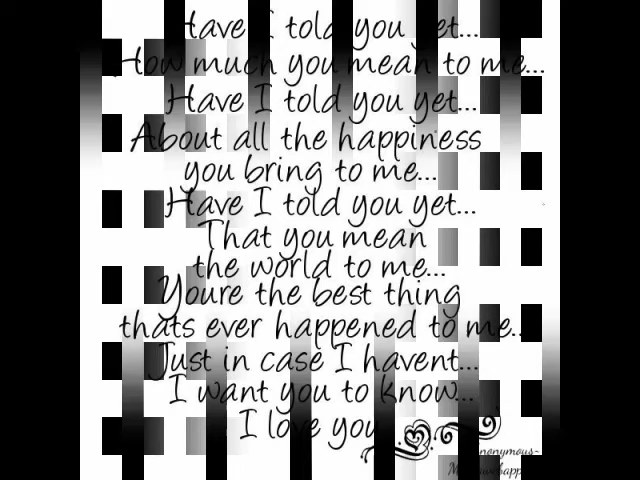 Have I told you yet...
How much you mean to me...
Have I told you yet...
About all the happiness
you bring to me...
Have I told you yet...
That you mean
the world to me...
Youre the best thing
thats ever happened to me...
Just in case I havent...
I want you to know...
I love you